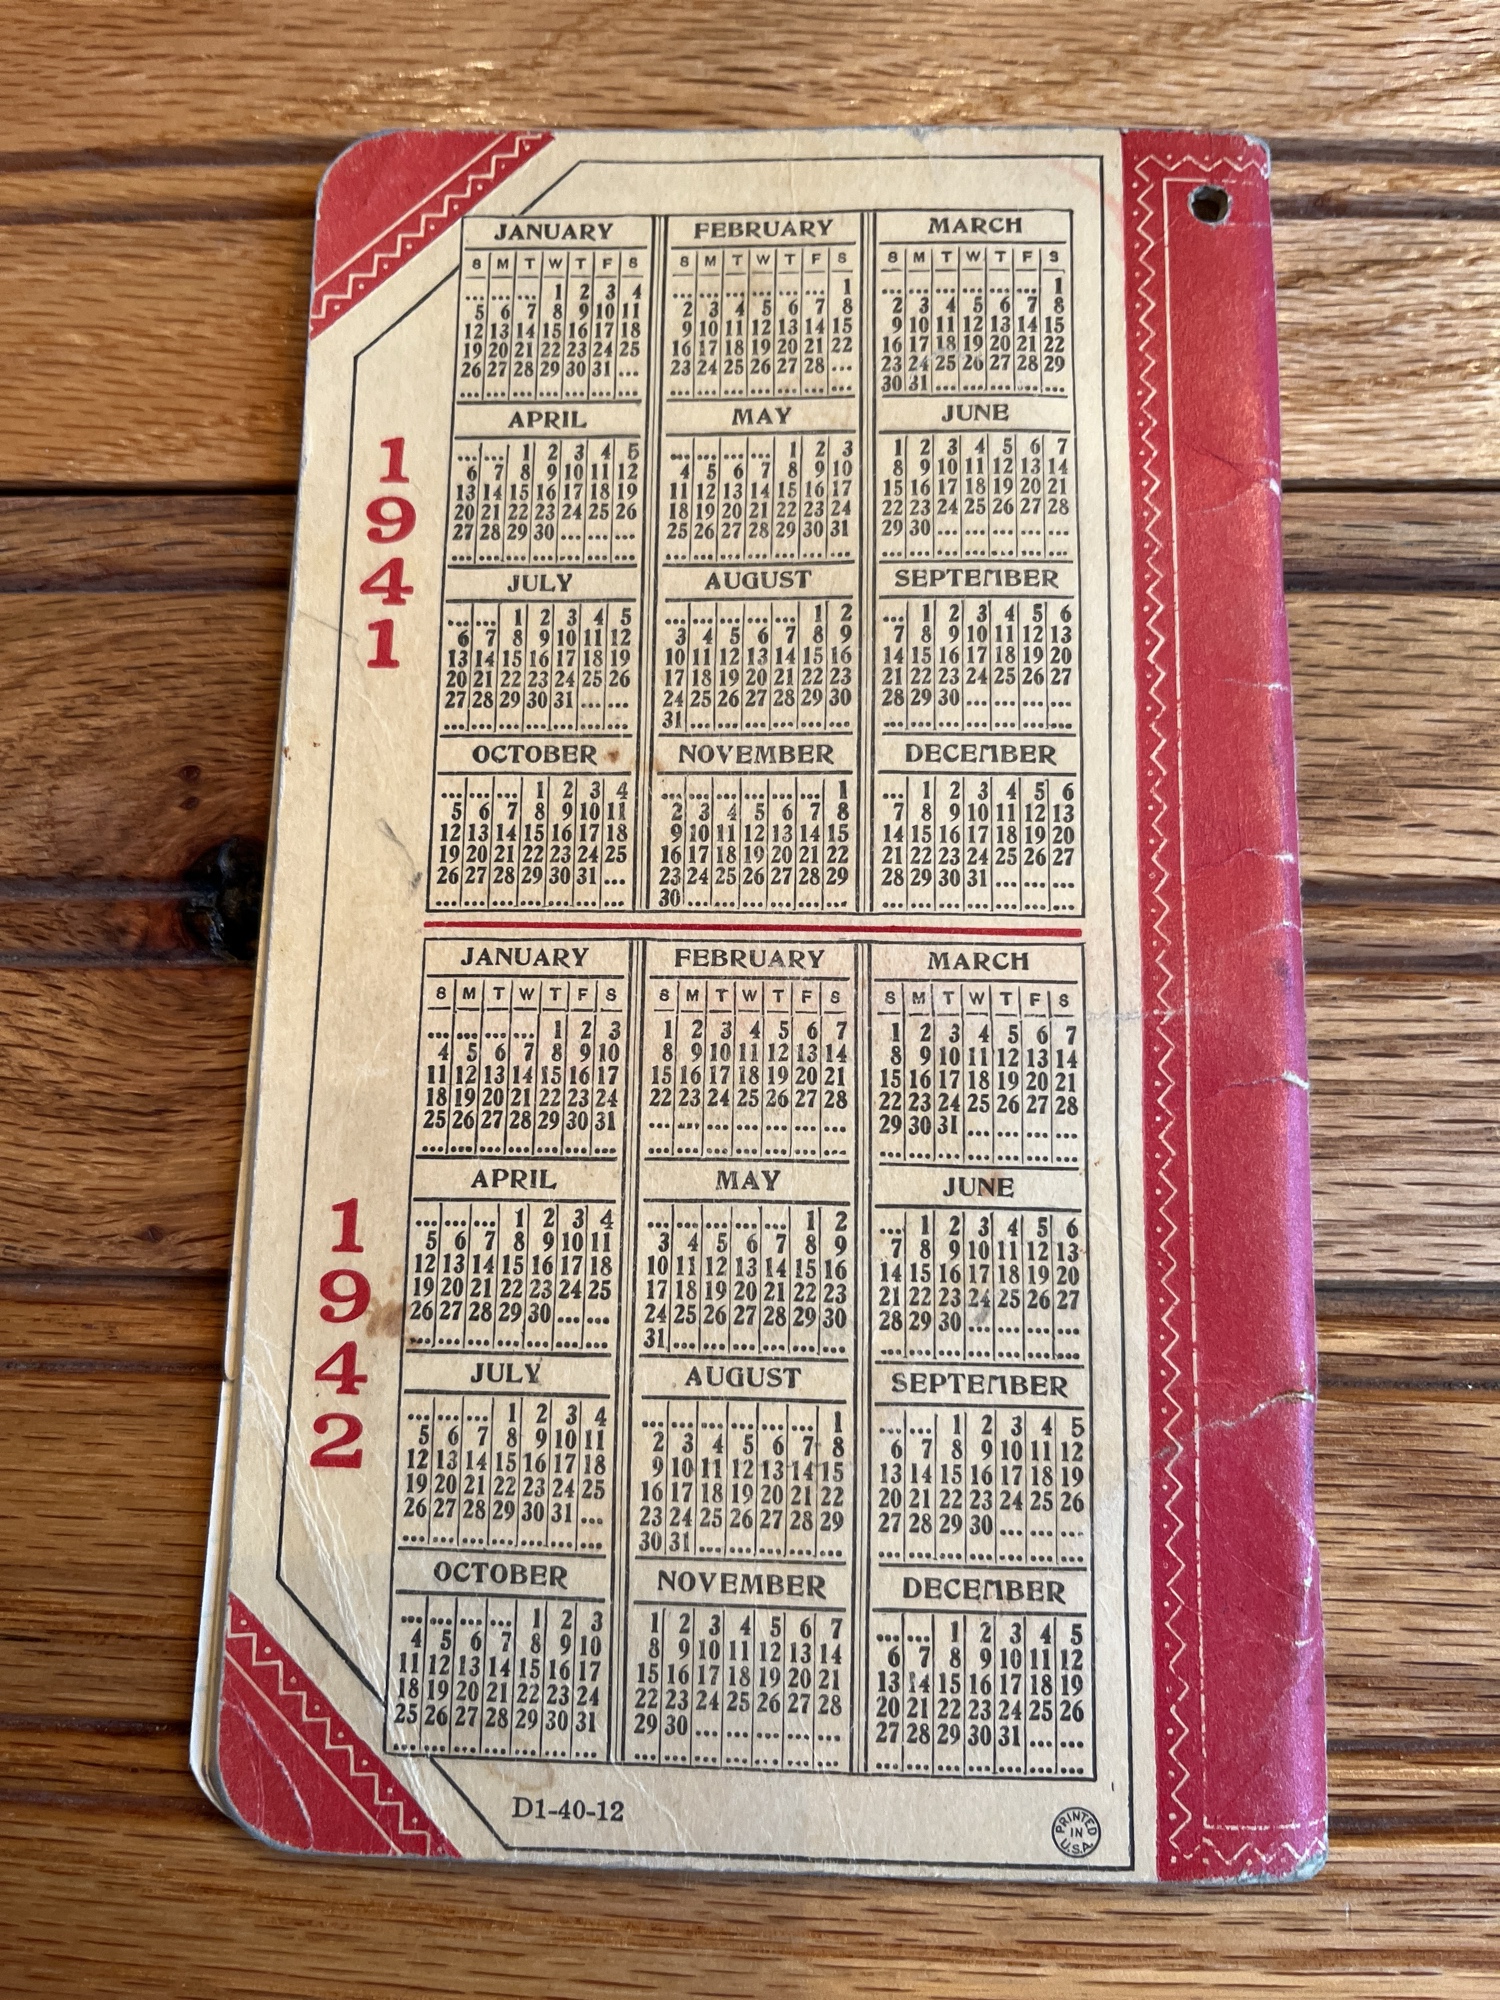 1941
JANUARY
S M T W T F S
1 2 3 4
5 6 7 8 9 10 11
12 13 14 15 16 17 18
19 20 21 22 23 24 25
26 27 28 29 30 31
FEBRUARY
S M T W T F S
1
2 3 4 5 6 7 8
9 10 11 12 13 14 15
16 17 18 19 20 21 22
23 24 25 26 27 28
MARCH
S M T W T F S
1
2 3 4 5 6 7 8
9 10 11 12 13 14 15
16 17 18 19 20 21 22
23 24 25 26 27 28 29
30 31
APRIL
1 2 3 4 5
6 7 8 9 10 11 12
13 14 15 16 17 18 19
20 21 22 23 24 25 26
27 28 29 30
MAY
1 2 3
4 5 6 7 8 9 10
11 12 13 14 15 16 17
18 19 20 21 22 23 24
25 26 27 28 29 30 31
JUNE
1 2 3 4 5 6 7
8 9 10 11 12 13 14
15 16 17 18 19 20 21
22 23 24 25 26 27 28
29 30
JULY
1 2 3 4 5
6 7 8 9 10 11 12
13 14 15 16 17 18 19
20 21 22 23 24 25 26
27 28 29 30 31
AUGUST
1 2
3 4 5 6 7 8 9
10 11 12 13 14 15 16
17 18 19 20 21 22 23
24 25 26 27 28 29 30
31
SEPTEMBER
1 2 3 4 5 6
7 8 9 10 11 12 13
14 15 16 17 18 19 20
21 22 23 24 25 26 27
28 29 30
OCTOBER
1 2 3 4
5 6 7 8 9 10 11
12 13 14 15 16 17 18
19 20 21 22 23 24 25
26 27 28 29 30 31
NOVEMBER
1
2 3 4 5 6 7 8
9 10 11 12 13 14 15
16 17 18 19 20 21 22
23 24 25 26 27 28 29
30
DECEMBER
1 2 3 4 5 6
7 8 9 10 11 12 13
14 15 16 17 18 19 20
21 22 23 24 25 26 27
28 29 30 31
1942
JANUARY
S M T W T F S
1 2 3
4 5 6 7 8 9 10
11 12 13 14 15 16 17
18 19 20 21 22 23 24
25 26 27 28 29 30 31
FEBRUARY
S M T W T F S
1 2 3 4 5 6 7
8 9 10 11 12 13 14
15 16 17 18 19 20 21
22 23 24 25 26 27 28
MARCH
S M T W T F S
1 2 3 4 5 6 7
8 9 10 11 12 13 14
15 16 17 18 19 20 21
22 23 24 25 26 27 28
29 30 31
APRIL
1 2 3 4
5 6 7 8 9 10 11
12 13 14 15 16 17 18
19 20 21 22 23 24 25
26 27 28 29 30
MAY
1 2
3 4 5 6 7 8 9
10 11 12 13 14 15 16
17 18 19 20 21 22 23
24 25 26 27 28 29 30
31
JUNE
1 2 3 4 5 6
7 8 9 10 11 12 13
14 15 16 17 18 19 20
21 22 23 24 25 26 27
28 29 30
JULY
1 2 3 4
5 6 7 8 9 10 11
12 13 14 15 16 17 18
19 20 21 22 23 24 25
26 27 28 29 30 31
AUGUST
1
2 3 4 5 6 7 8
9 10 11 12 13 14 15
16 17 18 19 20 21 22
23 24 25 26 27 28 29
30 31
SEPTEMBER
1 2 3 4 5
6 7 8 9 10 11 12
13 14 15 16 17 18 19
20 21 22 23 24 25 26
27 28 29 30
OCTOBER
1 2 3
4 5 6 7 8 9 10
11 12 13 14 15 16 17
18 19 20 21 22 23 24
25 26 27 28 29 30 31
NOVEMBER
1 2 3 4 5 6 7
8 9 10 11 12 13 14
15 16 17 18 19 20 21
22 23 24 25 26 27 28
29 30
DECEMBER
1 2 3 4 5
6 7 8 9 10 11 12
13 14 15 16 17 18 19
20 21 22 23 24 25 26
27 28 29 30 31
D1-40-12
PRINTED
IN
U.S.A.